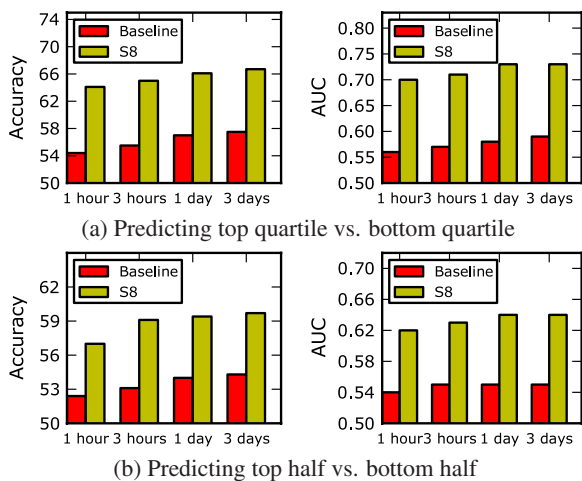 Accuracy
74
70
66
62
58
54
50
Baseline
S8
1 hour 3 hours 1 day 3 days
AUC
0.80
0.75
0.70
0.65
0.60
0.55
0.50
Baseline
S8
1 hour 3 hours 1 day 3 days
(a) Predicting top quartile vs. bottom quartile
Accuracy
62
59
56
53
50
Baseline
S8
1 hour 3 hours 1 day 3 days
AUC
0.70
0.66
0.62
0.58
0.54
0.50
Baseline
S8
1 hour 3 hours 1 day 3 days
(b) Predicting top half vs. bottom half